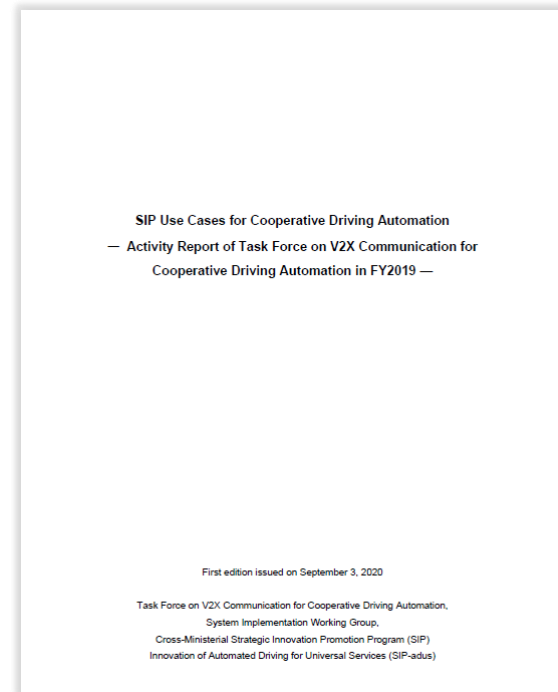 SIP Use Cases for Cooperative Driving Automation
— Activity Report of Task Force on V2X Communication for
Cooperative Driving Automation in FY2019 —
First edition issued on September 3, 2020
Task Force on V2X Communication for Cooperative Driving Automation,
System Implementation Working Group,
Cross-Ministerial Strategic Innovation Promotion Program (SIP)
Innovation of Automated Driving for Universal Services (SIP-adus)